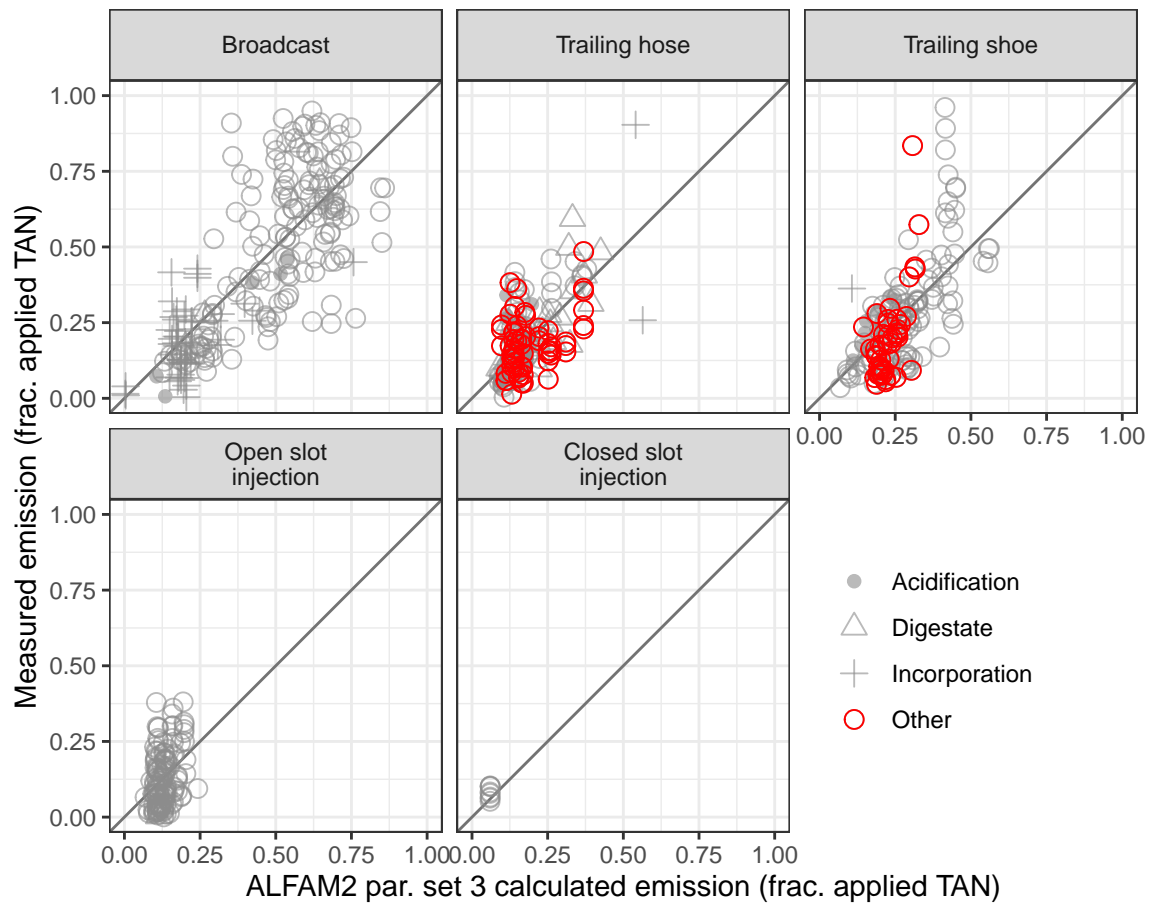 Broadcast
Trailing hose
Trailing shoe
1.00
0.75
0.50
0.25
0.00
0.00 0.25 0.50 0.75 1.00
Open slot
injection
Closed slot
injection
1.00
0.75
0.50
0.25
0.00
0.00 0.25 0.50 0.75 1.00
0.00 0.25 0.50 0.75 1.00
Measured emission (frac. applied TAN)
ALFAM2 par. set 3 calculated emission (frac. applied TAN)
Acidification
Digestate
Incorporation
Other